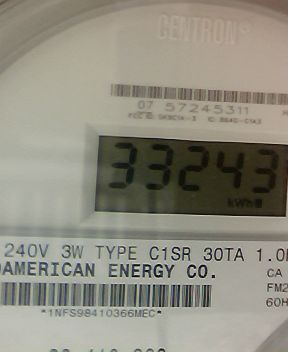 CENTRON®
07 57245311
33243
kWh
240V 3W TYPE C1SR 30TA 1.0
AMERICAN ENERGY CO.
CA
FM2
60H
*1NFS98410366MEC*